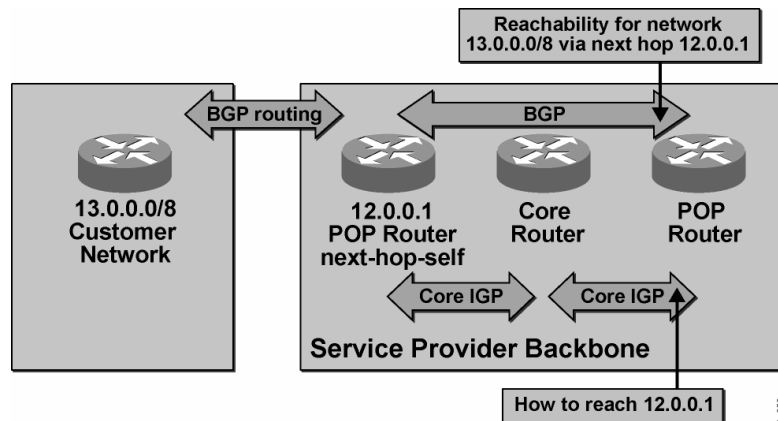 Reachability for network
13.0.0.0/8 via next hop 12.0.0.1
BGP routing
BGP
13.0.0.0/8
Customer
Network
12.0.0.1
POP Router
next-hop-self
Core
Router
POP
Router
Core IGP
Core IGP
Service Provider Backbone
How to reach 12.0.0.1